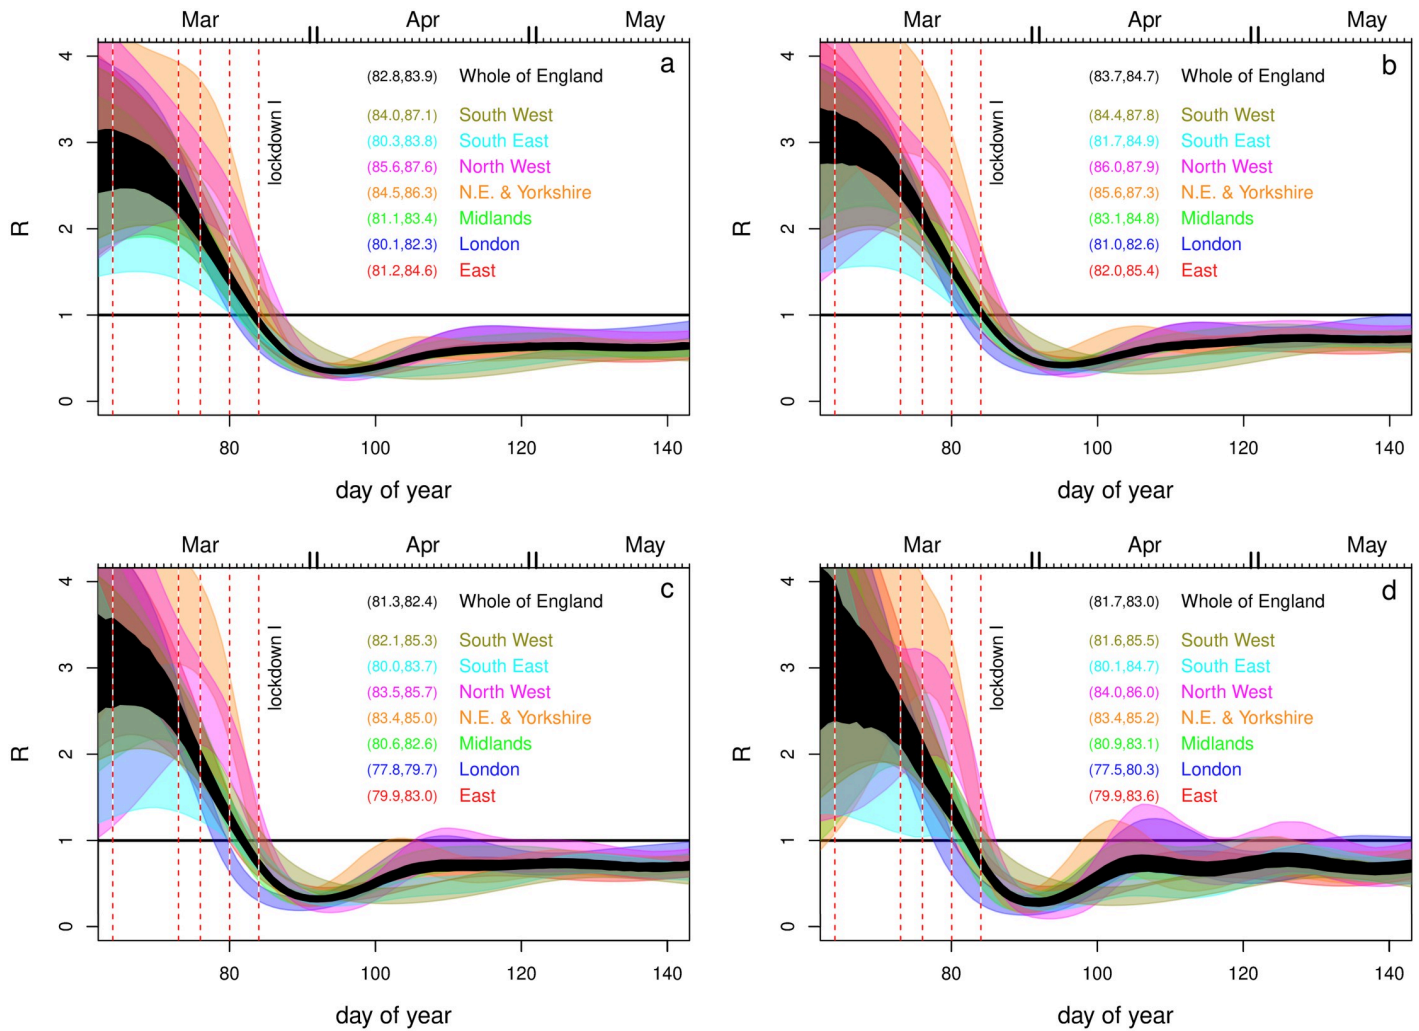 Mar Apr May
a
4
3
2
1
0
R
lockdown I
(82.8,83.9) Whole of England
(84.0,87.1) South West
(80.3,83.8) South East
(85.6,87.6) North West
(84.5,86.3) N.E. & Yorkshire
(81.1,83.4) Midlands
(80.1,82.3) London
(81.2,84.6) East
80 100 120 140
day of year
Mar Apr May
b
4
3
2
1
0
R
lockdown I
(83.7,84.7) Whole of England
(84.4,87.8) South West
(81.7,84.9) South East
(86.0,87.9) North West
(85.6,87.3) N.E. & Yorkshire
(83.1,84.8) Midlands
(81.0,82.6) London
(82.0,85.4) East
80 100 120 140
day of year
Mar Apr May
c
4
3
2
1
0
R
lockdown I
(81.3,82.4) Whole of England
(82.1,85.3) South West
(80.0,83.7) South East
(83.5,85.7) North West
(83.4,85.0) N.E. & Yorkshire
(80.6,82.6) Midlands
(77.8,79.7) London
(79.9,83.0) East
80 100 120 140
day of year
Mar Apr May
d
4
3
2
1
0
R
lockdown I
(81.7,83.0) Whole of England
(81.6,85.5) South West
(80.1,84.7) South East
(84.0,86.0) North West
(83.4,85.2) N.E. & Yorkshire
(80.9,83.1) Midlands
(77.5,80.3) London
(79.9,83.6) East
80 100 120 140
day of year